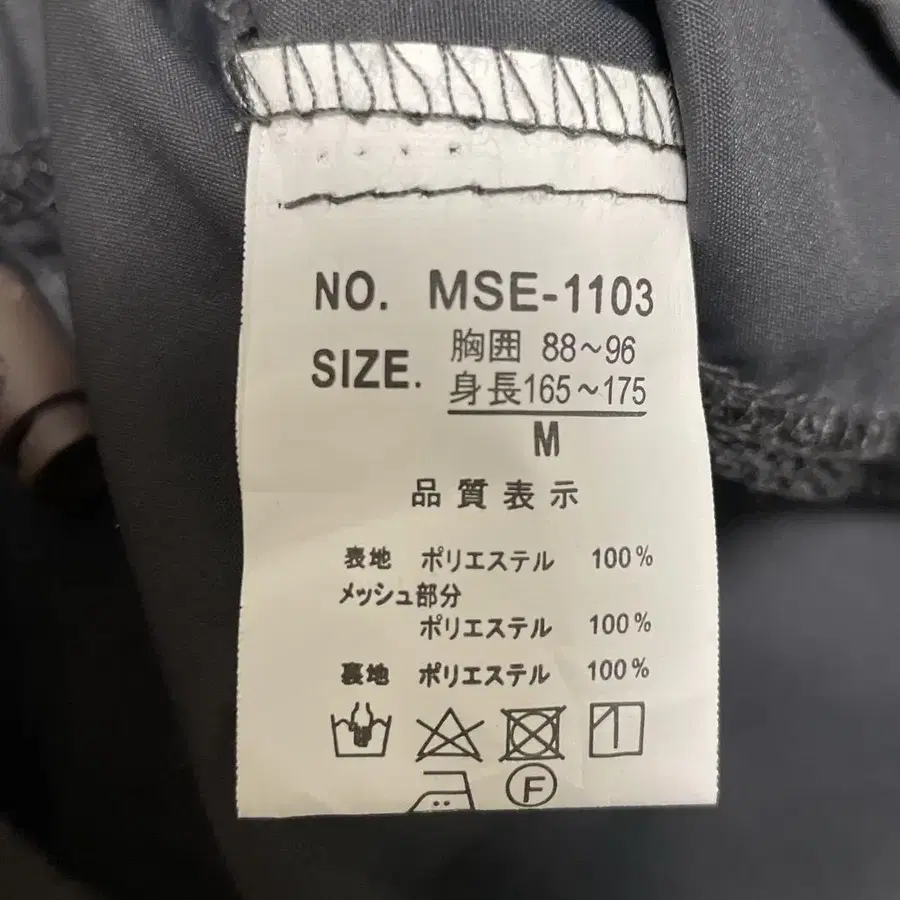 NO. MSE-1103
SIZE. 胸囲 88~96
身長165~175
M
品質表示
表地 ポリエステル 100%
メッシュ部分
ポリエステル 100%
裏地 ポリエステル 100%
F